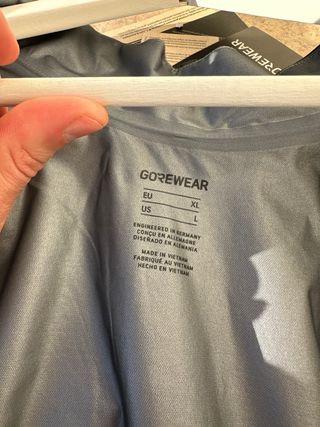 GOREWEAR
GOREWEAR
EU XL
US L
ENGINEERED IN GERMANY
CONÇU EN ALLEMAGNE
DISEÑADO EN ALEMANIA
MADE IN VIETNAM
FABRIQUÉ AU VIETNAM
HECHO EN VIETNAM